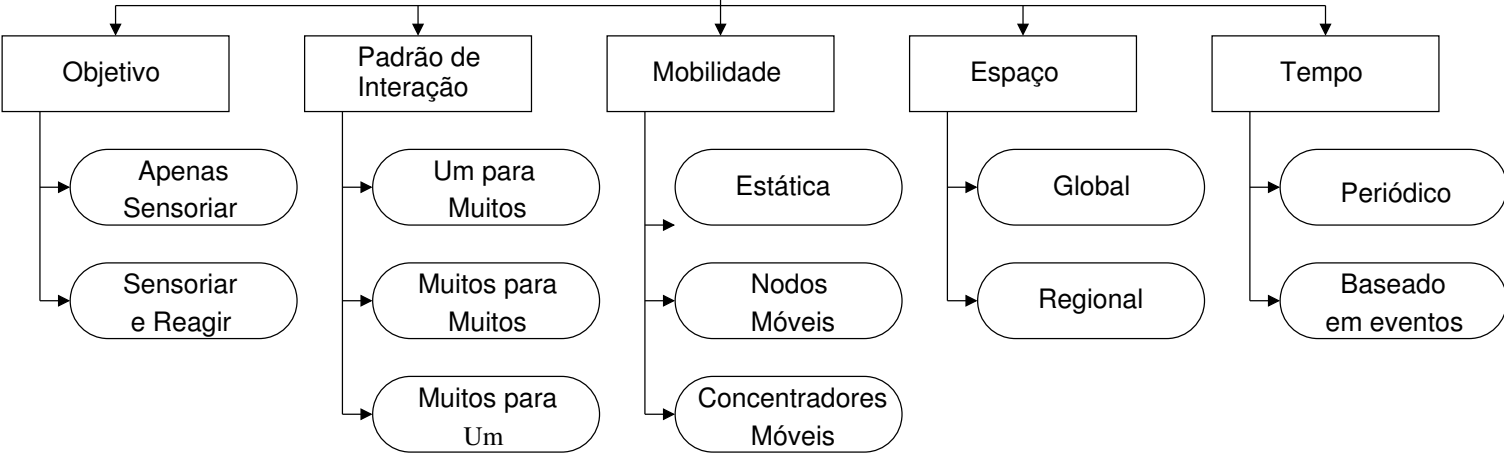 Objetivo
Padrão de
Interação
Mobilidade
Espaço
Tempo
Apenas
Sensoriar
Sensoriar
e Reagir
Um para
Muitos
Muitos para
Muitos
Muitos para
Um
Estática
Nodos
Móveis
Concentradores
Móveis
Global
Regional
Periódico
Baseado
em eventos